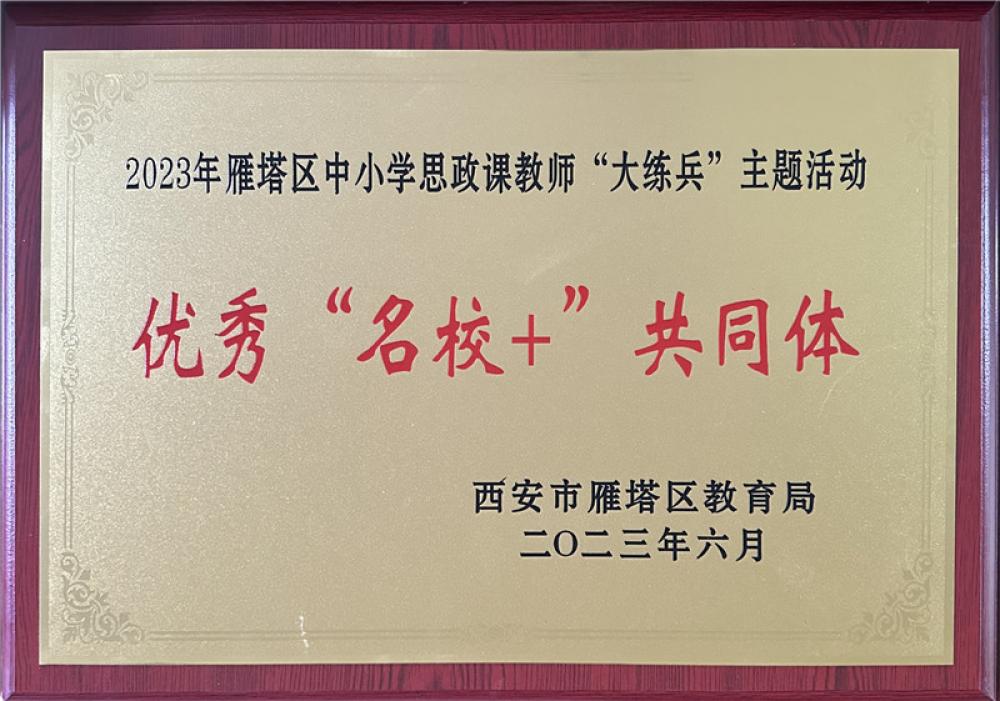 2023年雁塔区中小学思政课教师“大练兵”主题活动
优秀“名校+”共同体
西安市雁塔区教育局
二〇二三年六月